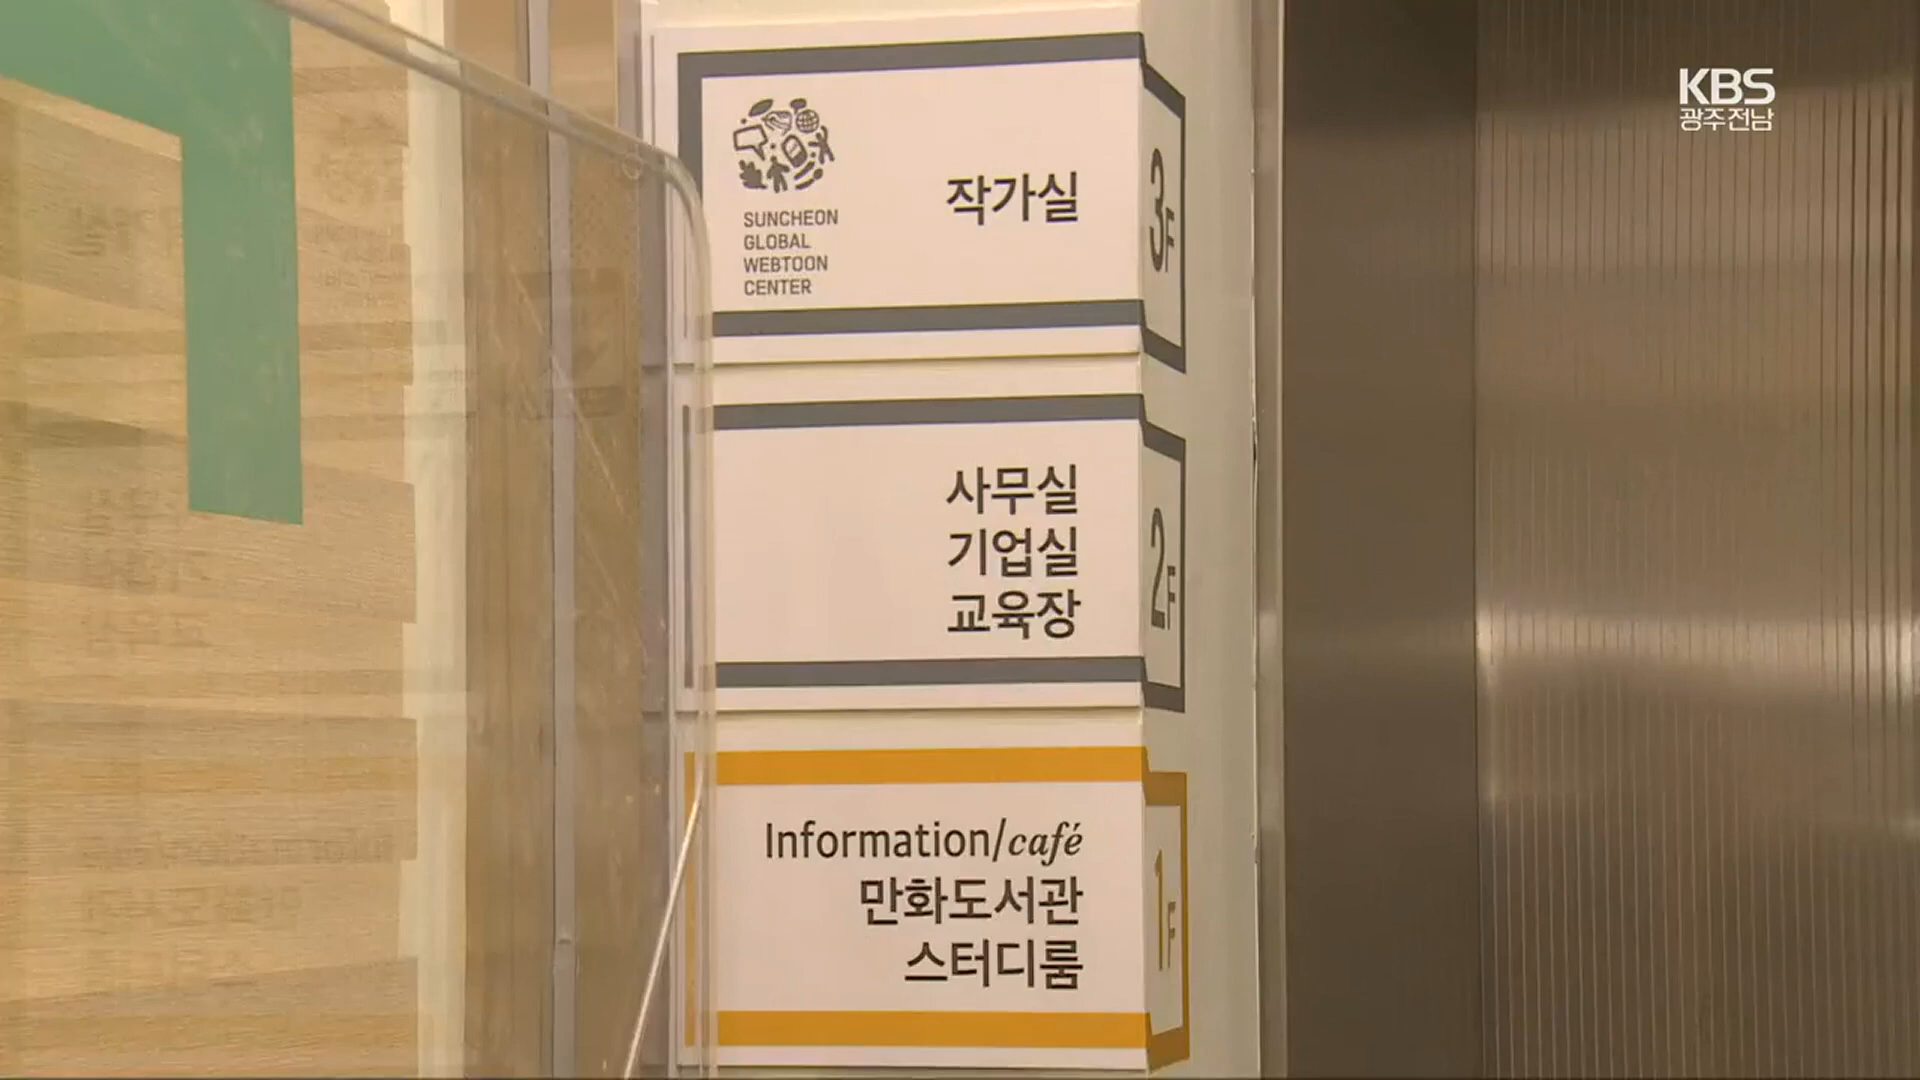 KBS
광주전남
SUNCHEON
GLOBAL
WEBTOON
CENTER
작가실
3F
사무실
기업실
교육장
2F
Information/café
만화도서관
스터디룸
1F